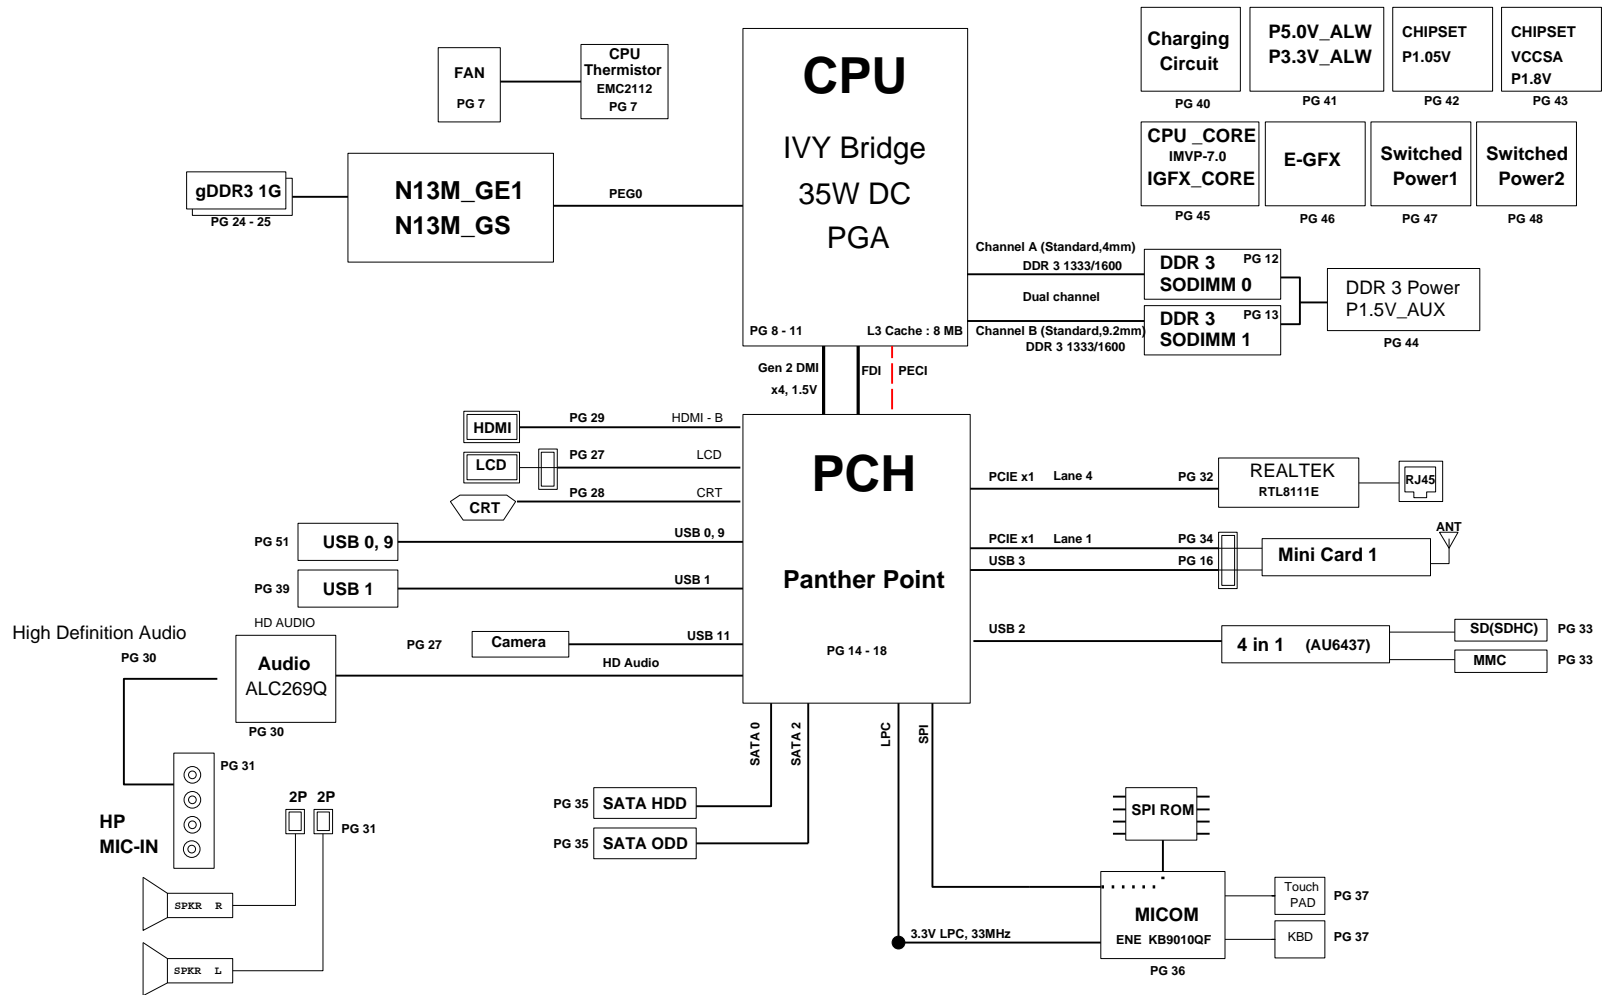 FAN
PG 7
CPU
Thermistor
EMC2112
PG 7
CPU
IVY Bridge
35W DC
PGA
PG 8 - 11
L3 Cache : 8 MB
Charging
Circuit
PG 40
P5.0V_ALW
P3.3V_ALW
PG 41
CHIPSET
P1.05V
PG 42
CHIPSET
VCCSA
P1.8V
PG 43
CPU _CORE
IMVP-7.0
IGFX_CORE
PG 45
E-GFX
PG 46
Switched
Power1
PG 47
Switched
Power2
PG 48
gDDR3 1G
PG 24 - 25
N13M_GE1
N13M_GS
PEG0
Channel A (Standard,4mm)
DDR 3 1333/1600
Dual channel
Channel B (Standard,9.2mm)
DDR 3 1333/1600
DDR 3
PG 12
SODIMM 0
DDR 3
PG 13
SODIMM 1
DDR 3 Power
P1.5V_AUX
PG 44
Gen 2 DMI
x4, 1.5V
FDI
PECI
HDMI
PG 29
HDMI - B
LCD
PG 27
LCD
CRT
PG 28
CRT
PG 51
USB 0, 9
USB 0, 9
PG 39
USB 1
USB 1
PCH
Panther Point
PG 14 - 18
PCIE x1
Lane 4
PG 32
REALTEK
RTL8111E
RJ45
PCIE x1
Lane 1
PG 34
USB 3
PG 16
Mini Card 1
ANT
USB 2
4 in 1
(AU6437)
SD(SDHC)
PG 33
MMC
PG 33
High Definition Audio
PG 30
HD AUDIO
Audio
ALC269Q
PG 30
PG 27
Camera
USB 11
HD Audio
SATA 0
SATA 2
LPC
SPI
PG 31
HP
MIC-IN
2P
2P
PG 31
SPKR R
SPKR L
PG 35
SATA HDD
PG 35
SATA ODD
SPI ROM
MICOM
ENE KB9010QF
PG 36
3.3V LPC, 33MHz
Touch
PAD
PG 37
KBD
PG 37